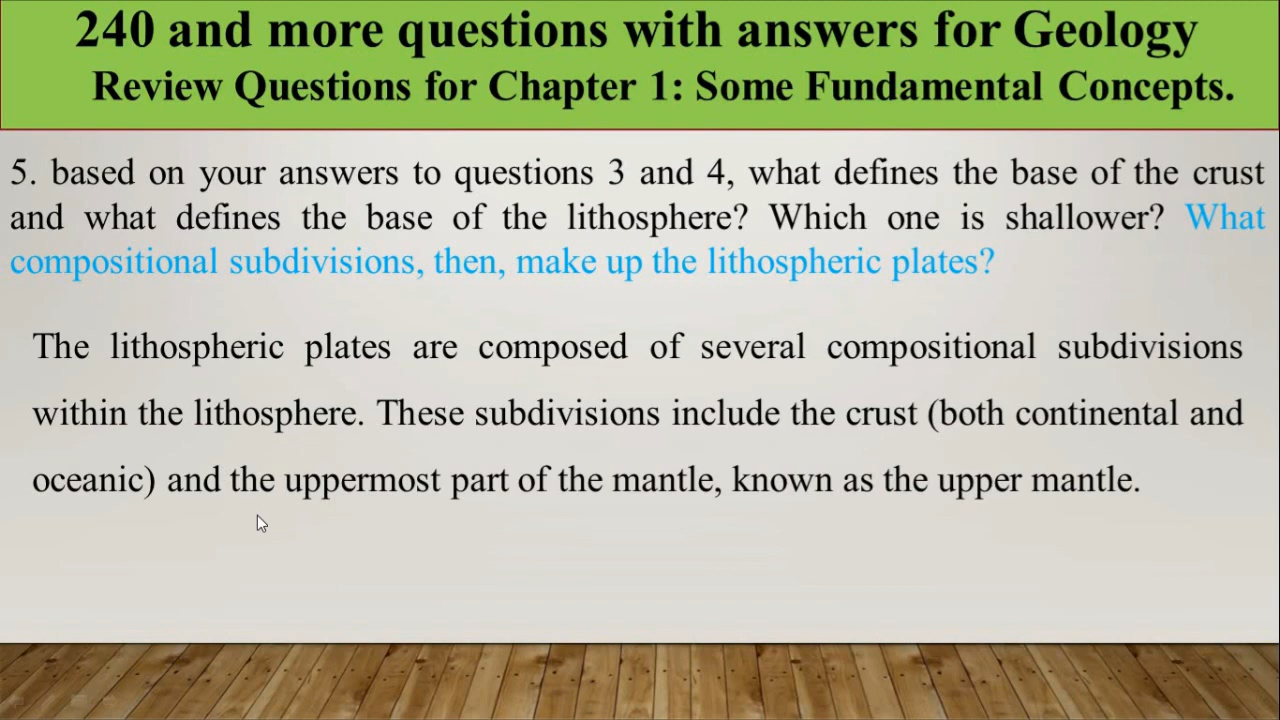 240 and more questions with answers for Geology
Review Questions for Chapter 1: Some Fundamental Concepts.
5. based on your answers to questions 3 and 4, what defines the base of the crust
and what defines the base of the lithosphere? Which one is shallower? What
compositional subdivisions, then, make up the lithospheric plates?
The lithospheric plates are composed of several compositional subdivisions
within the lithosphere. These subdivisions include the crust (both continental and
oceanic) and the uppermost part of the mantle, known as the upper mantle.